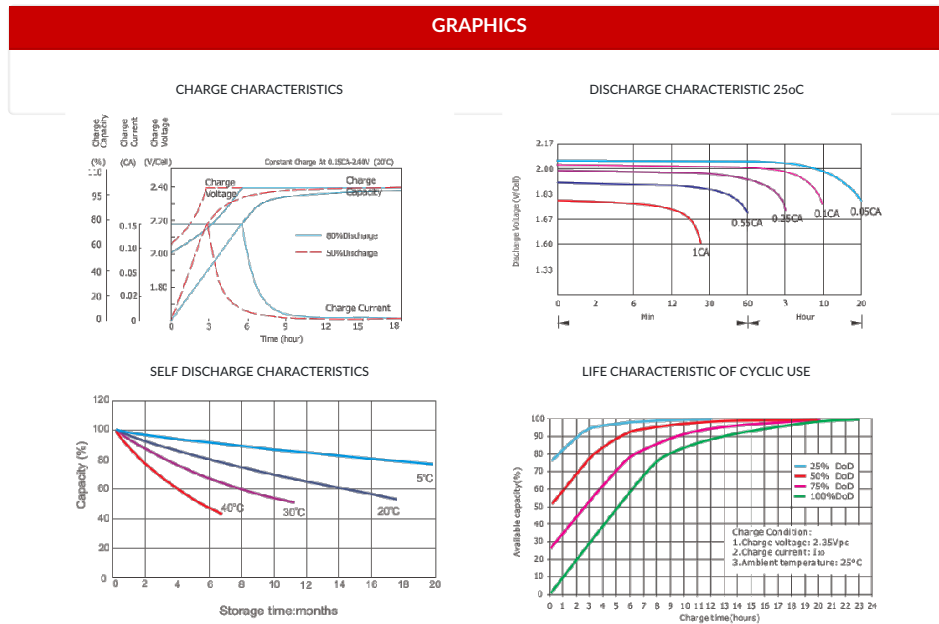 GRAPHICS
CHARGE CHARACTERISTICS
Charge Capacity
Charge Current
Charge Voltage
(%) (CA) (V/Cell)
Constant Charge At 0.15CA-2.40V (20℃)
95 80 60 40 20 0
0.15 0.10 0.05 0.02 0
2.40 2.20 2.00 1.80
Charge Voltage
Charge Capacity
50%Discharge
Charge Current
0 3 6 9 12 15 18
Time (hour)
DISCHARGE CHARACTERISTIC 25oC
Discharge Voltage (V/Cell)
2.17
2.00
1.83
1.67
1.60
1.33
1CA 0.55CA 0.25CA 0.1CA 0.05CA
0 2 6 12 30 60 3 10 20
Min Hour
SELF DISCHARGE CHARACTERISTICS
Capacity (%)
120
100
80
60
40
20
0
5℃
20℃
30℃
40℃
0 2 4 6 8 10 12 14 16 18 20
Storage time:months
LIFE CHARACTERISTIC OF CYCLIC USE
Available capacity(%)
100
90
80
70
60
50
40
30
20
10
0
25% DoD
50% DoD
75% DoD
100%DoD
Charge Condition:
1.Charge voltage: 2.35Vpc
2.Charge current: I₁₀
3.Ambient temperature: 25°C
0 1 2 3 4 5 6 7 8 9 10 11 12 13 14 15 16 17 18 19 20 21 22 23 24
Charge time(hours)